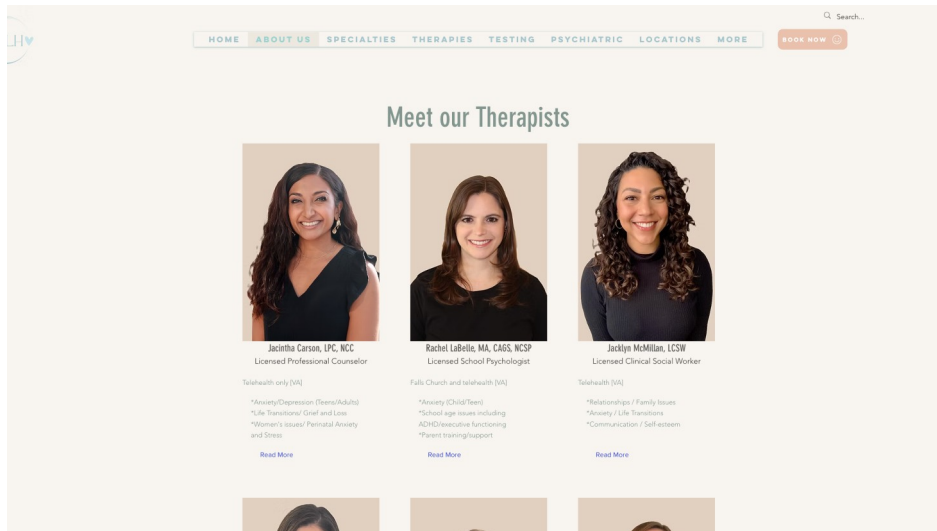 Search...
HOME
ABOUT US
SPECIALTIES
THERAPIES
TESTING
PSYCHIATRIC
LOCATIONS
MORE
BOOK NOW
Meet our Therapists
Jacintha Carson, LPC, NCC
Licensed Professional Counselor
Telehealth only [VA]
*Anxiety/Depression (Teens/Adults)
*Life Transitions/ Grief and Loss
*Women's issues/ Perinatal Anxiety
and Stress
Read More
Rachel LaBelle, MA, CAGS, NCSP
Licensed School Psychologist
Falls Church and telehealth [VA]
*Anxiety (Child/Teen)
*School age issues including
ADHD/executive functioning
*Parent training/support
Read More
Jacklyn McMillan, LCSW
Licensed Clinical Social Worker
Telehealth [VA]
*Relationships / Family Issues
*Anxiety / Life Transitions
*Communication / Self-esteem
Read More